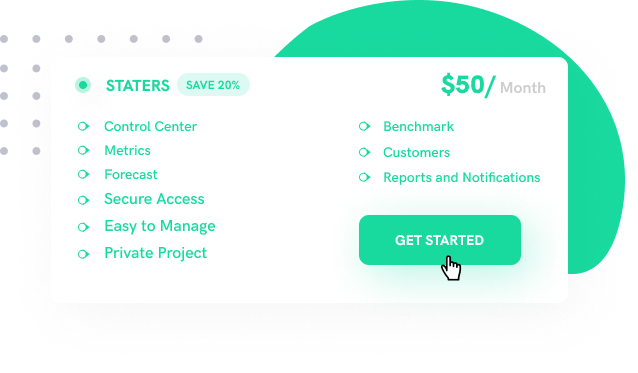 STATERS SAVE 20%
$50/ Month
Control Center
Metrics
Forecast
Secure Access
Easy to Manage
Private Project
Benchmark
Customers
Reports and Notifications
GET STARTED